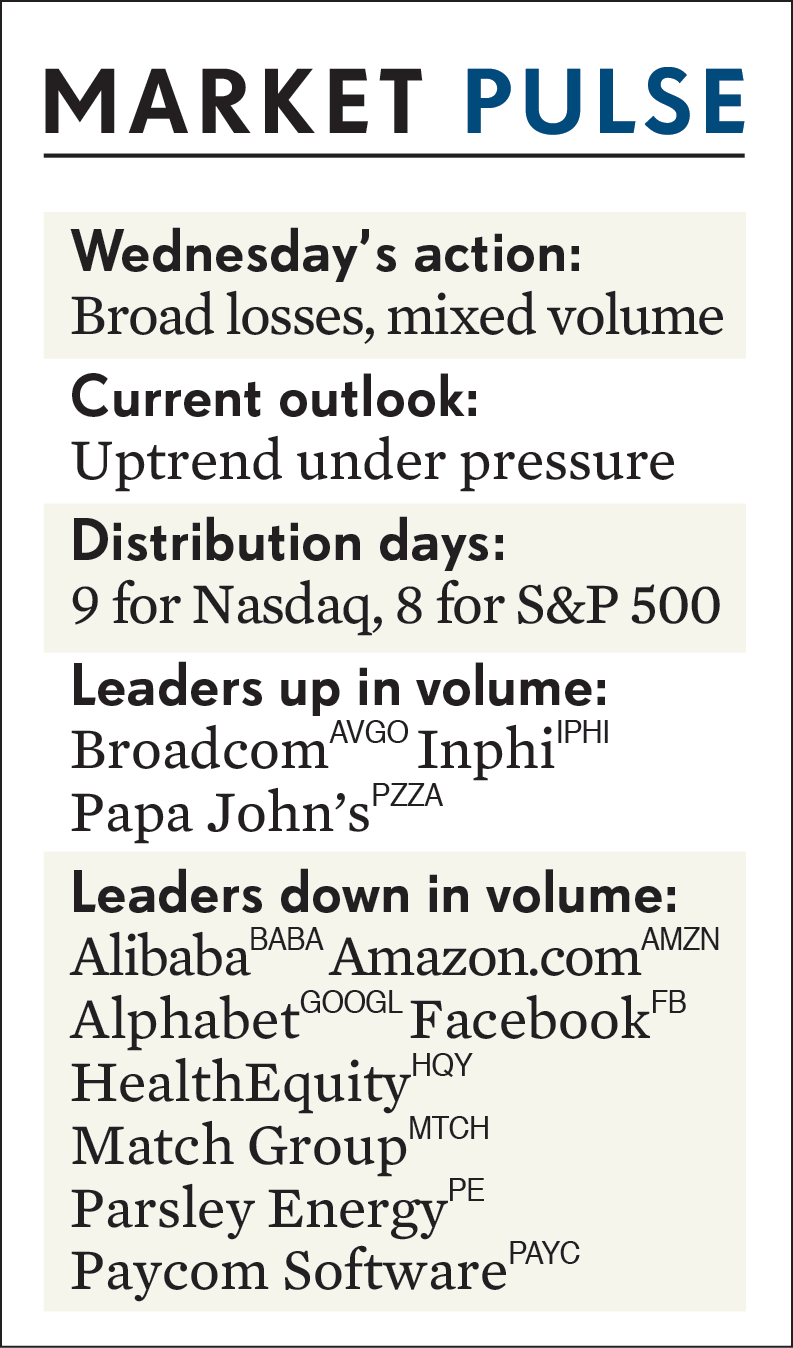 MARKET PULSE
Wednesday’s action:
Broad losses, mixed volume
Current outlook:
Uptrend under pressure
Distribution days:
9 for Nasdaq, 8 for S&P 500
Leaders up in volume:
Broadcom AVGO Inphi IPHI
Papa John’s PZZA
Leaders down in volume:
Alibaba BABA Amazon.com AMZN
Alphabet GOOGL Facebook FB
HealthEquity HQY
Match Group MTCH
Parsley Energy PE
Paycom Software PAYC